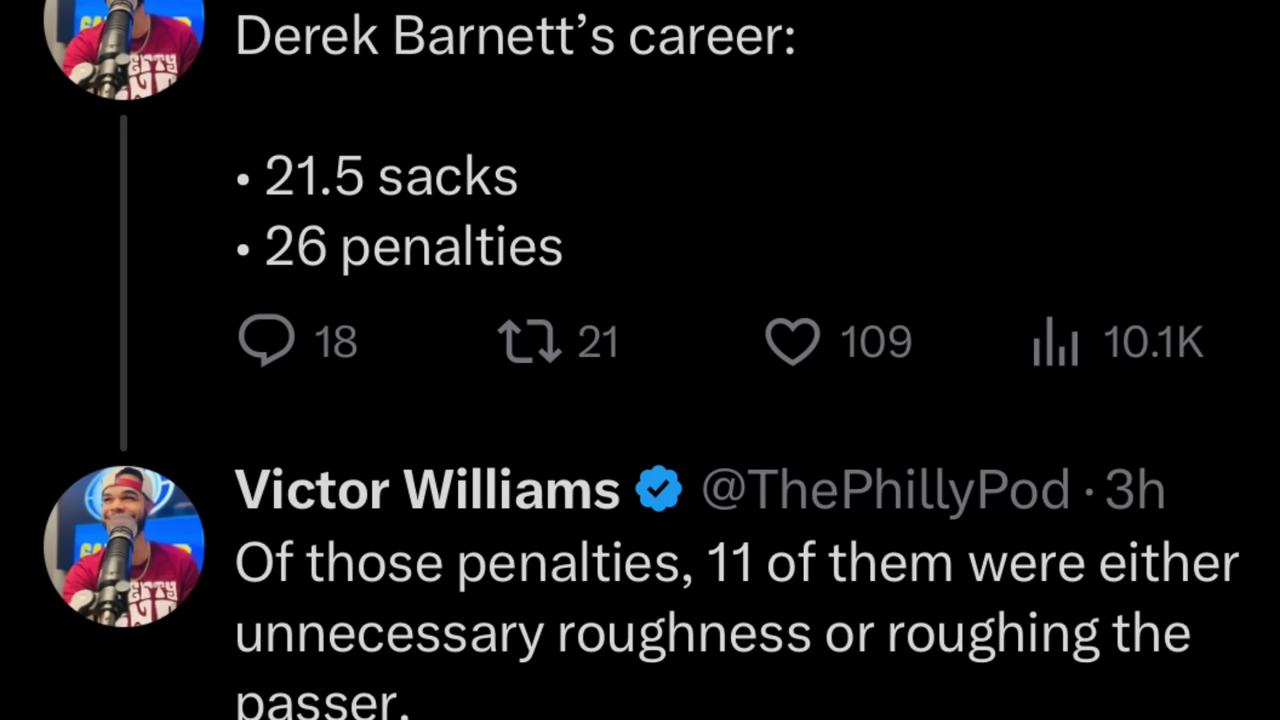 Derek Barnett’s career:
• 21.5 sacks
• 26 penalties
18 21 109 10.1K
Victor Williams @ThePhillyPod · 3h
Of those penalties, 11 of them were either
unnecessary roughness or roughing the
passer.